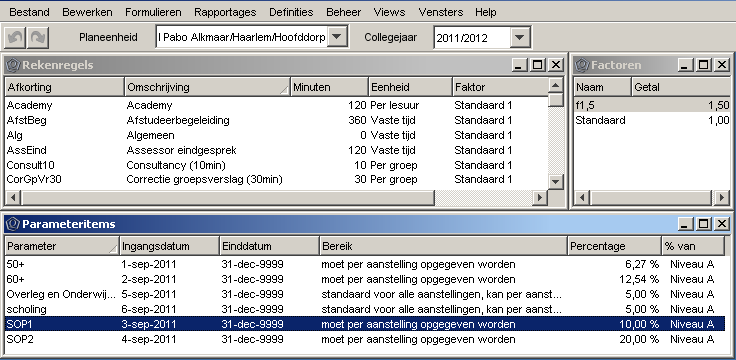 Bestand Bewerken Formulieren Rapportages Definities Beheer Views Vensters Help
Planeenheid l Pabo Alkmaar/Haarlem/Hoofddorp Collegejaar 2011/2012
Rekenregels
Afkorting Omschrijving Minuten Eenheid Faktor
Academy Academy 120 Per lesuur Standaard 1
AfstBeg Afstudeerbegeleiding 360 Vaste tijd Standaard 1
Alg Algemeen 0 Vaste tijd Standaard 1
AssEind Assessor eindgesprek 120 Vaste tijd Standaard 1
Consult10 Consultancy (10min) 10 Per groep Standaard 1
CorGpVr30 Correctie groepsverslag (30min) 30 Per groep Standaard 1
Factoren
Naam Getal
f1,5 1,50
Standaard 1,00
Parameteritems
Parameter Ingangsdatum Einddatum Bereik Percentage % van
50+ 1-sep-2011 31-dec-9999 moet per aanstelling opgegeven worden 6,27 % Niveau A
60+ 2-sep-2011 31-dec-9999 moet per aanstelling opgegeven worden 12,54 % Niveau A
Overleg en Onderwij... 5-sep-2011 31-dec-9999 standaard voor alle aanstellingen, kan per aanst... 5,00 % Niveau A
scholing 6-sep-2011 31-dec-9999 standaard voor alle aanstellingen, kan per aanst... 5,00 % Niveau A
SOP1 3-sep-2011 31-dec-9999 moet per aanstelling opgegeven worden 10,00 % Niveau A
SOP2 4-sep-2011 31-dec-9999 moet per aanstelling opgegeven worden 20,00 % Niveau A